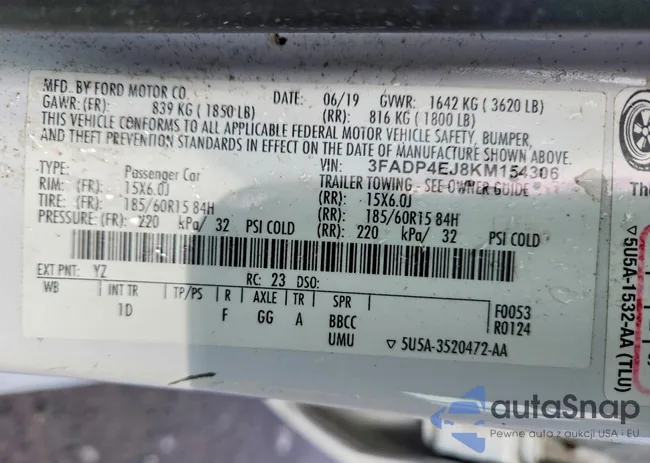 MFD. BY FORD MOTOR CO.
DATE: 06/19 GVWR: 1642 KG ( 3620 LB)
GAWR: (FR): 839 KG ( 1850 LB) (RR): 816 KG ( 1800 LB)
THIS VEHICLE CONFORMS TO ALL APPLICABLE FEDERAL MOTOR VEHICLE SAFETY, BUMPER,
AND THEFT PREVENTION STANDARDS IN EFFECT ON THE DATE OF MANUFACTURE SHOWN ABOVE.
VIN: 3FADP4EJ8KM154306
TYPE: Passenger Car TRAILER TOWING - SEE OWNER GUIDE
RIM: (FR): 15X6.0J (RR): 15X6.0J
TIRE: (FR): 185/60R15 84H (RR): 185/60R15 84H
PRESSURE: (FR): 220 kPa/ 32 PSI COLD (RR): 220 kPa/ 32 PSI COLD
EXT PNT: YZ RC: 23 DSO:
WB INT TR TP/PS R AXLE TR SPR
1D F GG A BBCC
UMU
F0053
R0124
▽ 5U5A-3520472-AA
The
▽ 5U5A-1532-AA (TLU)
autaSnap
Pewne auta z aukcji USA i EU